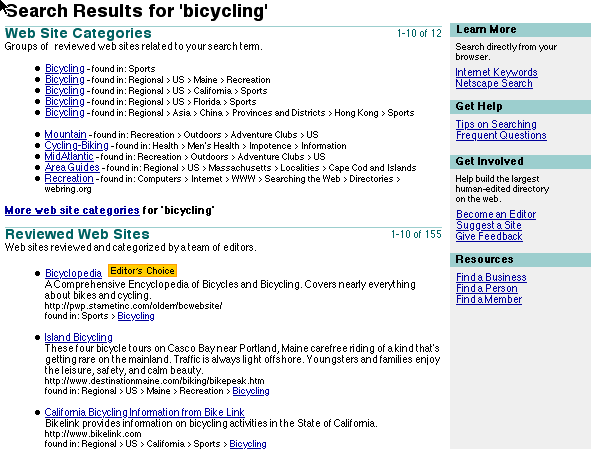 Search Results for 'bicycling'
Web Site Categories 1-10 of 12
Groups of reviewed web sites related to your search term.
Bicycling - found in: Sports
Bicycling - found in: Regional > US > Maine > Recreation
Bicycling - found in: Regional > US > California > Sports
Bicycling - found in: Regional > US > Florida > Sports
Bicycling - found in: Regional > Asia > China > Provinces and Districts > Hong Kong > Sports
Mountain - found in: Recreation > Outdoors > Adventure Clubs > US
Cycling-Biking - found in: Health > Men's Health > Impotence > Information
MidAtlantic - found in: Recreation > Outdoors > Adventure Clubs > US
Area Guides - found in: Regional > US > Massachusetts > Localities > Cape Cod and Islands
Recreation - found in: Computers > Internet > WWW > Searching the Web > Directories >
webring.org
More web site categories for 'bicycling'
Reviewed Web Sites 1-10 of 155
Web sites reviewed and categorized by a team of editors.
Bicyclopedia Editor's Choice
A Comprehensive Encyclopedia of Bicycles and Bicycling. Covers nearly everything
about bikes and cycling.
http://pwp.starnetinc.com/olderr/bcwebsite/
found in: Sports > Bicycling
Island Bicycling
These four bicycle tours on Casco Bay near Portland, Maine carefree riding of a kind that's
getting rare on the mainland. Traffic is always light offshore. Youngsters and families enjoy
the leisure, safety, and calm beauty.
http://www.destinationmaine.com/biking/bikepeak.htm
found in: Regional > US > Maine > Recreation > Bicycling
California Bicycling Information from Bike Link
Bikelink provides information on bicycling activities in the State of California.
http://www.bikelink.com
found in: Regional > US > California > Sports > Bicycling
Learn More
Search directly from your
browser.
Internet Keywords
Netscape Search
Get Help
Tips on Searching
Frequent Questions
Get Involved
Help build the largest
human-edited directory
on the web.
Become an Editor
Suggest a Site
Give Feedback
Resources
Find a Business
Find a Person
Find a Member